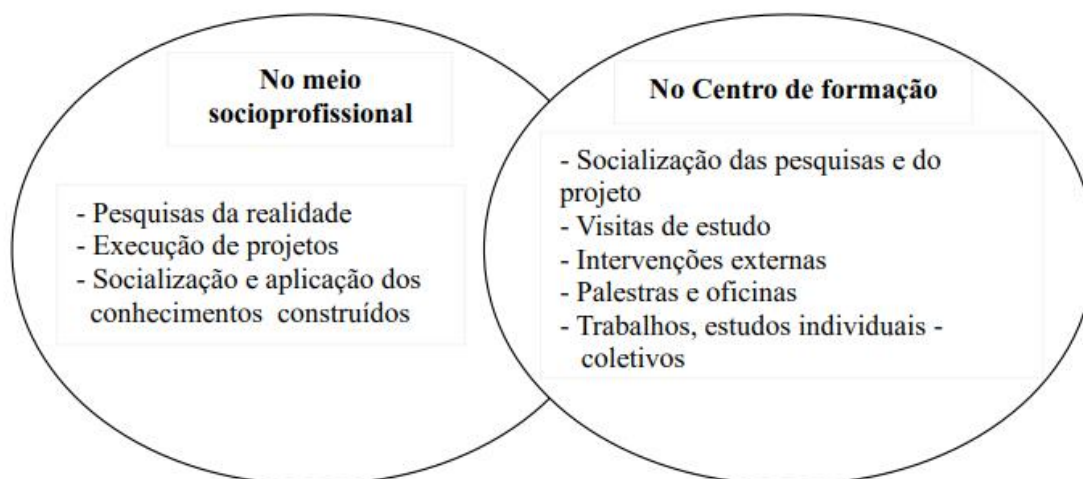 No meio
socioprofissional
- Pesquisas da realidade
- Execução de projetos
- Socialização e aplicação dos
conhecimentos construídos
No Centro de formação
- Socialização das pesquisas e do
projeto
- Visitas de estudo
- Intervenções externas
- Palestras e oficinas
- Trabalhos, estudos individuais -
coletivos